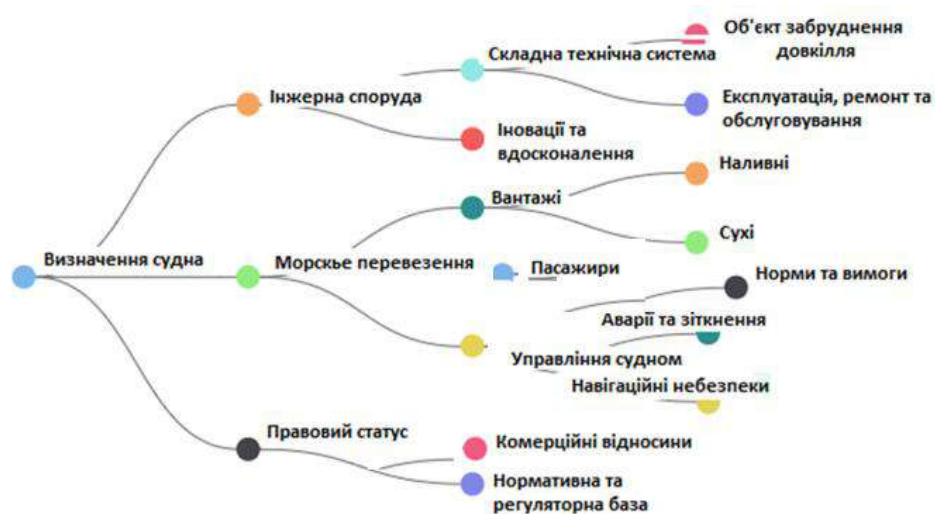 Об'єкт забруднення
довкілля
Складна технічна система
Інжерна споруда
Експлуатація, ремонт та
обслуговування
Іновації та
вдосконалення
Наливні
Вантажі
Сухі
Визначення судна
Морскье перевезення
Пасажири
Норми та вимоги
Аварії та зіткнення
Управління судном
Навігаційні небезпеки
Правовий статус
Комерційні відносини
Нормативна та
регуляторна база